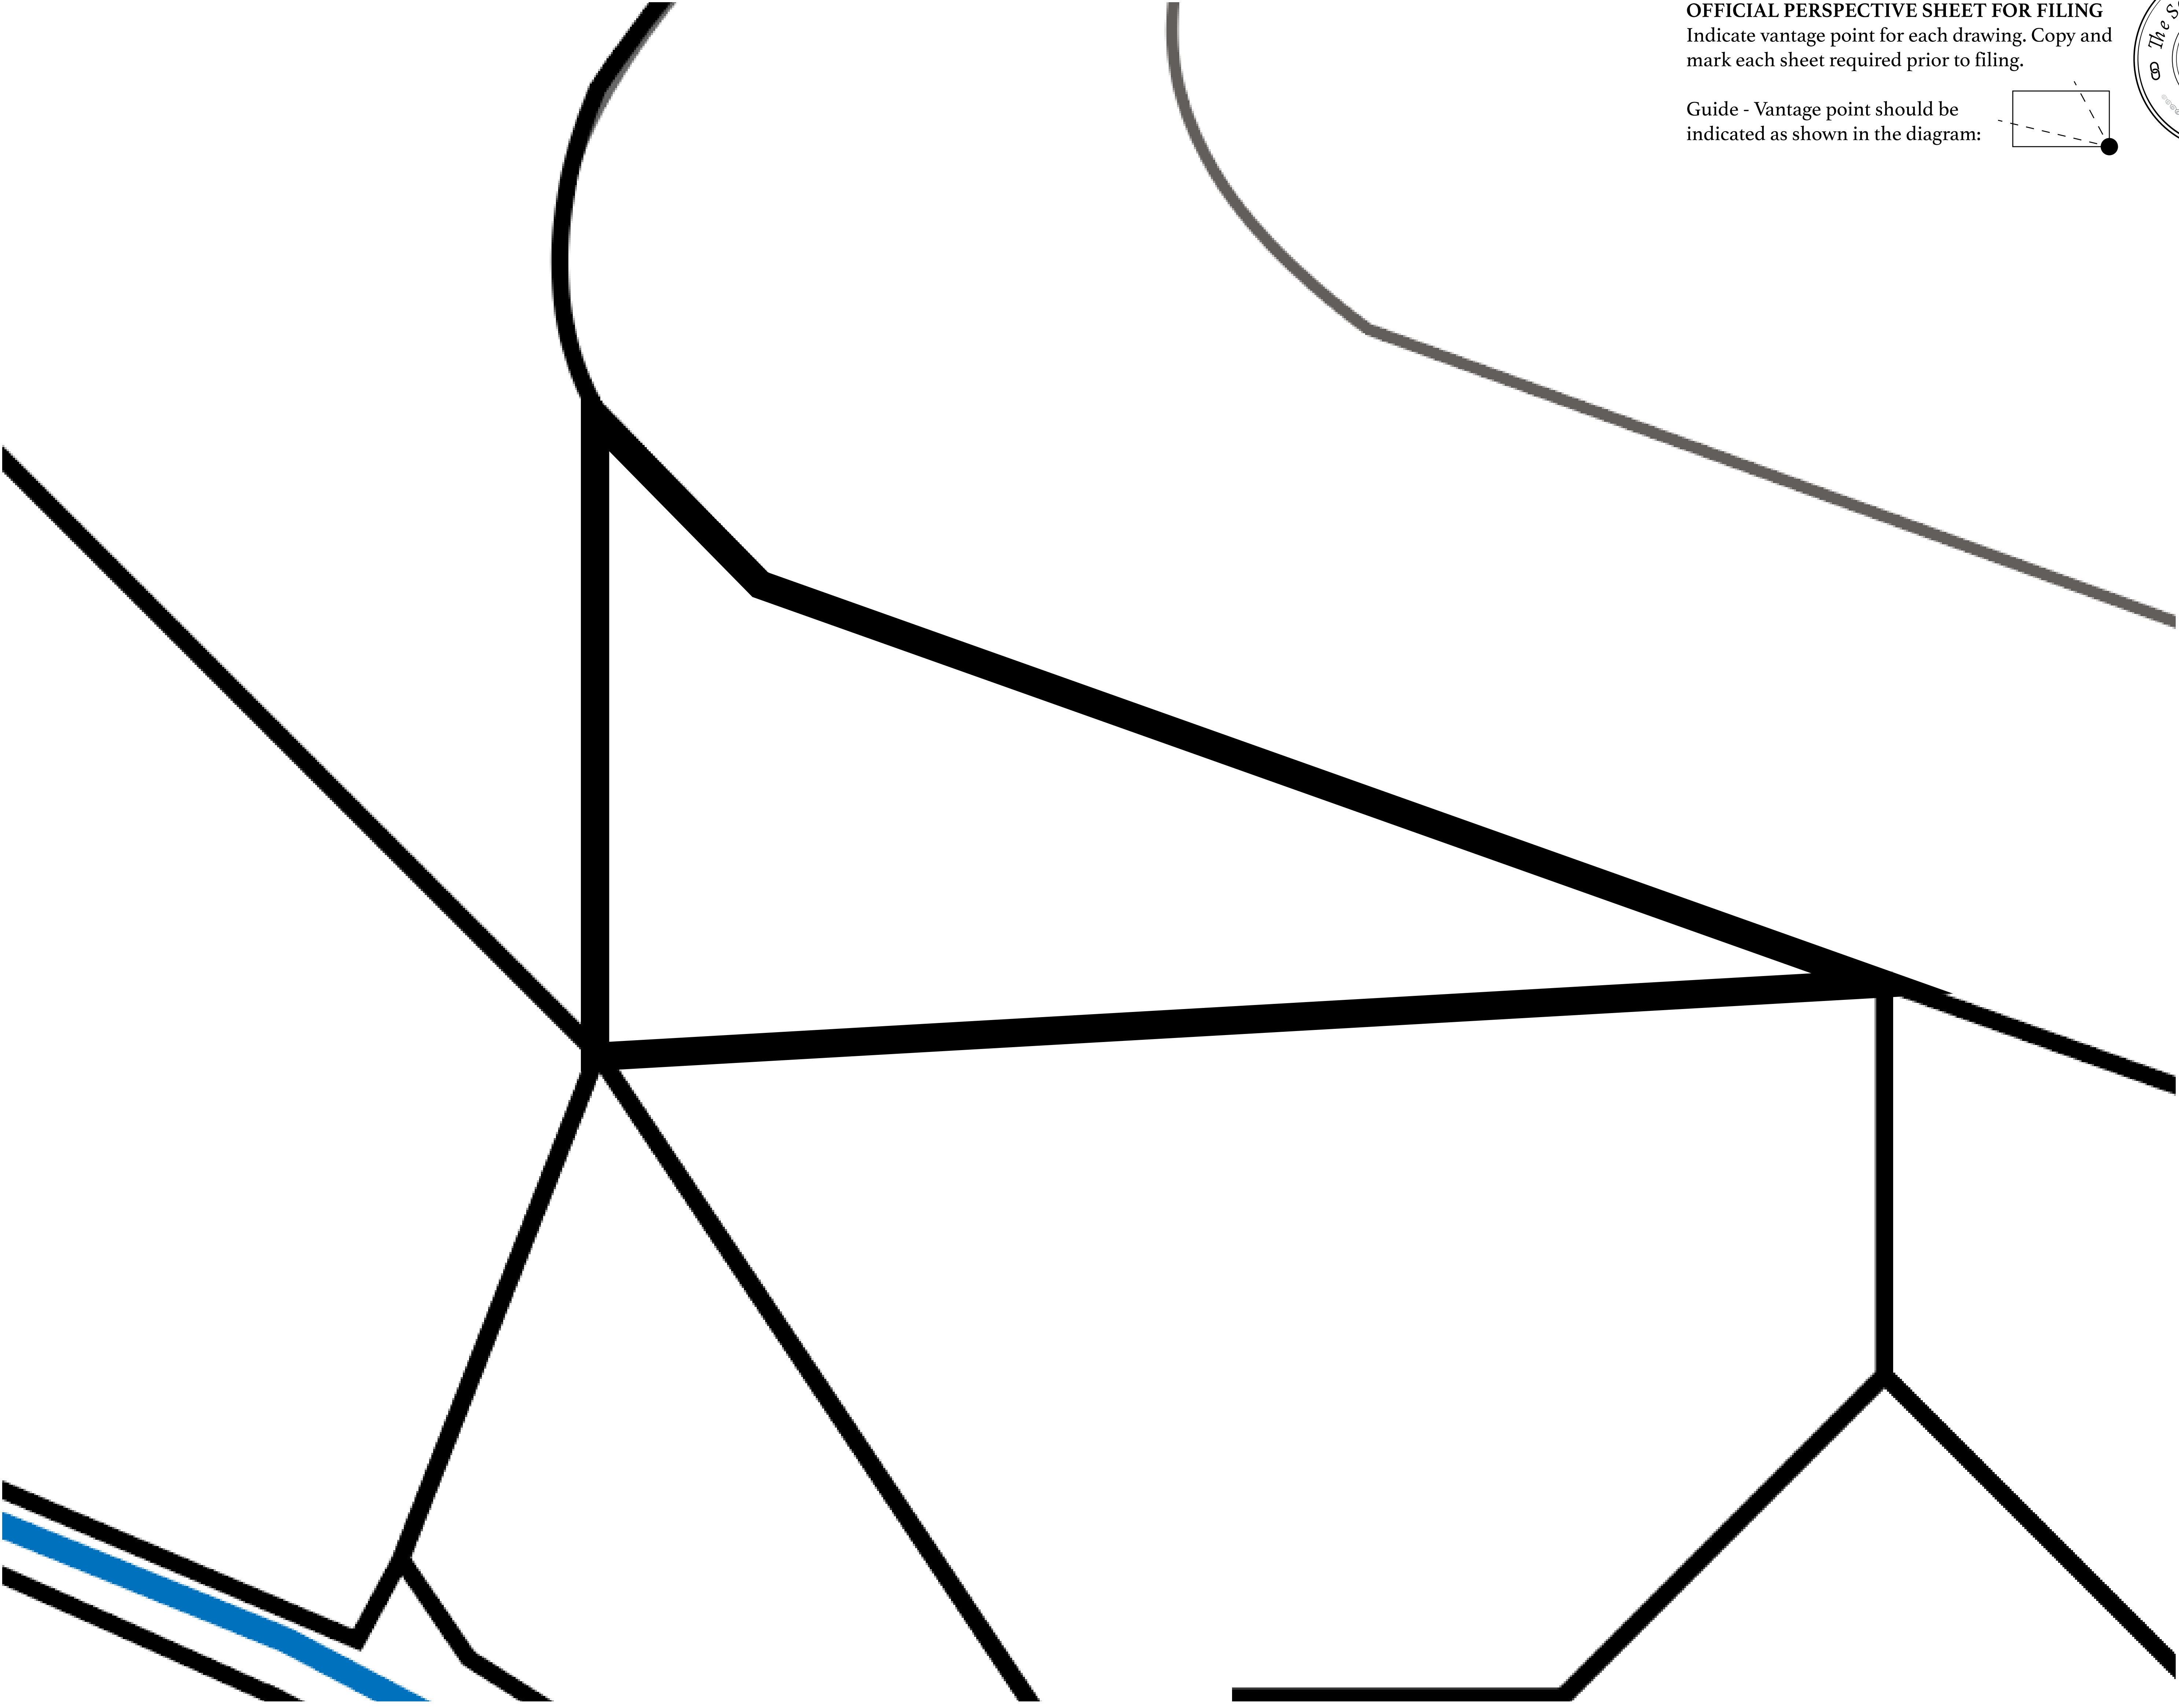 OFFICIAL PERSPECTIVE SHEET FOR FILING
Indicate vantage point for each drawing. Copy and
mark each sheet required prior to filing.
Guide - Vantage point should be
indicated as shown in the diagram:
The S